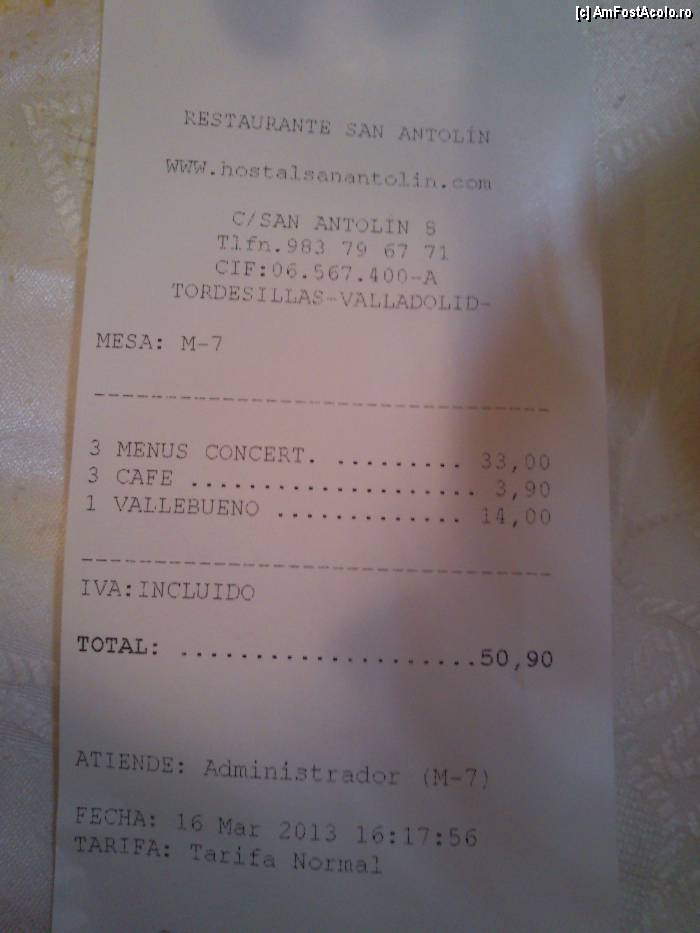 [c] AmFostAcolo.ro
RESTAURANTE SAN ANTOLÍN
WWW.hostalsanantolin.com
C/SAN ANTOLIN 8
Tlfn.983 79 67 71
CIF:06.567.400-A
TORDESILLAS-VALLADOLID-
MESA: M-7
--------------------------------
3 MENUS CONCERT. ......... 33,00
3 CAFE .................... 3,90
1 VALLEBUENO ............. 14,00
--------------------------------
IVA:INCLUIDO
TOTAL: .....................50,90
ATIENDE: Administrador (M-7)
FECHA: 16 Mar 2013 16:17:56
TARIFA: Tarifa Normal